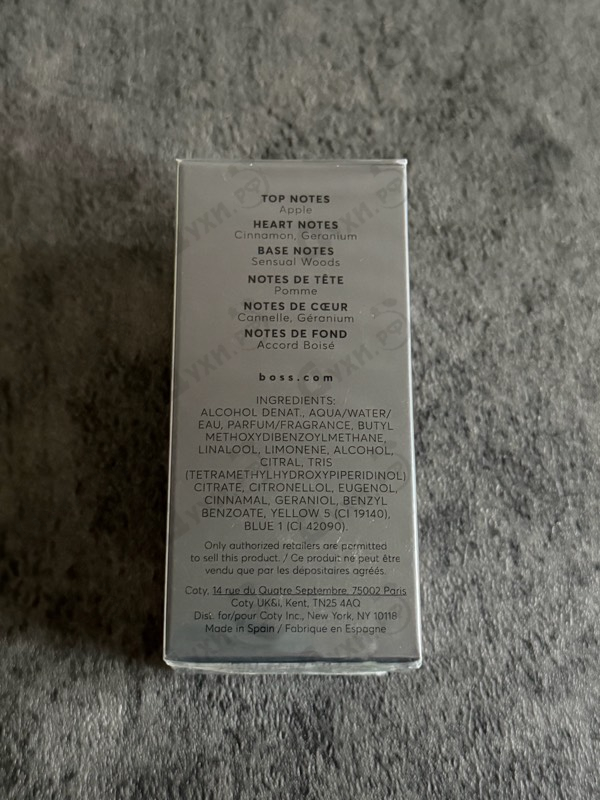 TOP NOTES
Apple
HEART NOTES
Cinnamon, Geranium
BASE NOTES
Sensual Woods
NOTES DE TÊTE
Pomme
NOTES DE CŒUR
Cannelle, Géranium
NOTES DE FOND
Accord Boisé
boss.com
INGREDIENTS:
ALCOHOL DENAT., AQUA/WATER/
EAU, PARFUM/FRAGRANCE, BUTYL
METHOXYDIBENZOYLMETHANE,
LINALOOL, LIMONENE, ALCOHOL,
CITRAL, TRIS
(TETRAMETHYLHYDROXYPIPERIDINOL)
CITRATE, CITRONELLOL, EUGENOL,
CINNAMAL, GERANIOL, BENZYL
BENZOATE, YELLOW 5 (CI 19140),
BLUE 1 (CI 42090).
Only authorized retailers are permitted
to sell this product. / Ce produit ne peut être
vendu que par les dépositaires agréés.
Coty, 14 rue du Quatre Septembre, 75002 Paris
Coty UK&I, Kent, TN25 4AQ
Dist. for/pour Coty Inc., New York, NY 10118
Made in Spain / Fabriqué en Espagne